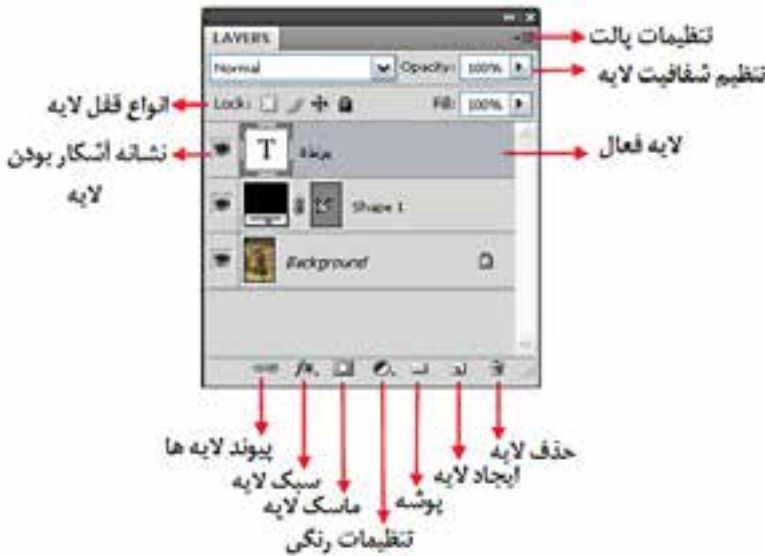 LAYERS
تنظیمات پالت
Normal
Opacity: 100%
تنظیم شفافیت لایه
انواع قفل لایه
Lock:
Fill: 100%
نشانه آشکار بودن
لایه
T
لایه فعال
Shape 1
Background
fx
پیوند لایه ها
سبک لایه
ماسک لایه
تنظیمات رنگی
پوشه
ایجاد لایه
حذف لایه